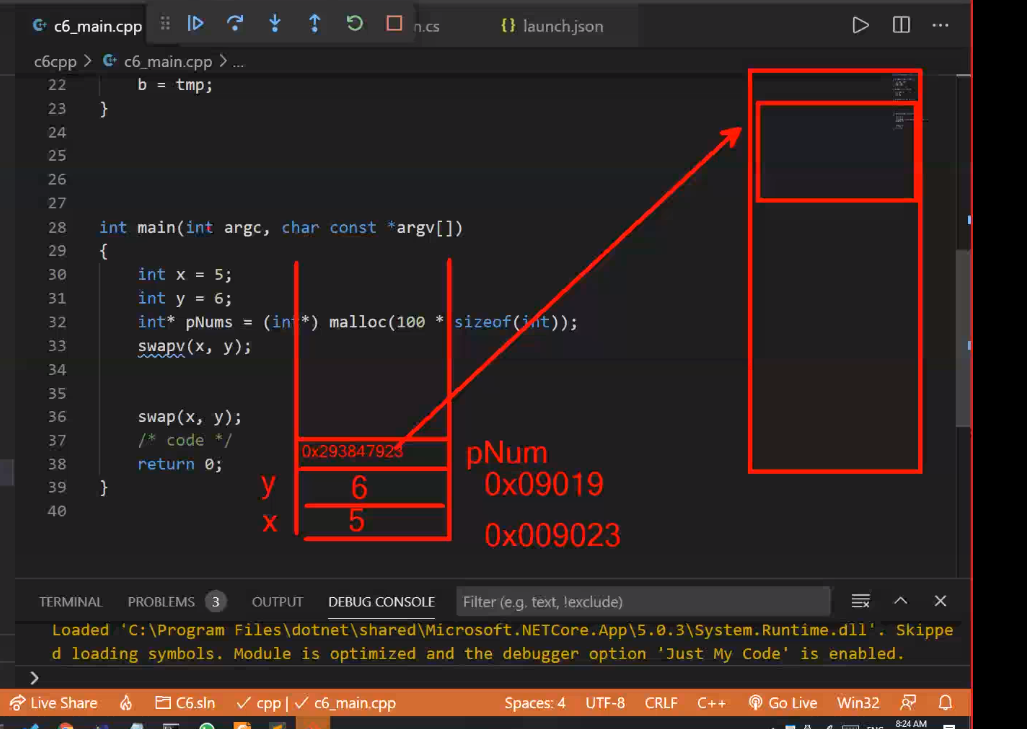 c6_main.cpp
n.cs
{} launch.json
c6cpp > c6_main.cpp > ...
22 b = tmp;
23 }
24
25
26
27
28 int main(int argc, char const *argv[])
29 {
30 int x = 5;
31 int y = 6;
32 int* pNums = (int*) malloc(100 * sizeof(int));
33 swapv(x, y);
34
35
36 swap(x, y);
37 /* code */
38 return 0;
39 }
40
0x293847923
pNum
y 6 0x09019
x 5 0x009023
TERMINAL PROBLEMS 3 OUTPUT DEBUG CONSOLE Filter (e.g. text, !exclude)
Loaded 'C:\Program Files\dotnet\shared\Microsoft.NETCore.App\5.0.3\System.Runtime.dll'. Skippe
d loading symbols. Module is optimized and the debugger option 'Just My Code' is enabled.
>
Live Share C6.sln cpp | c6_main.cpp Spaces: 4 UTF-8 CRLF C++ Go Live Win32
8:24 AM